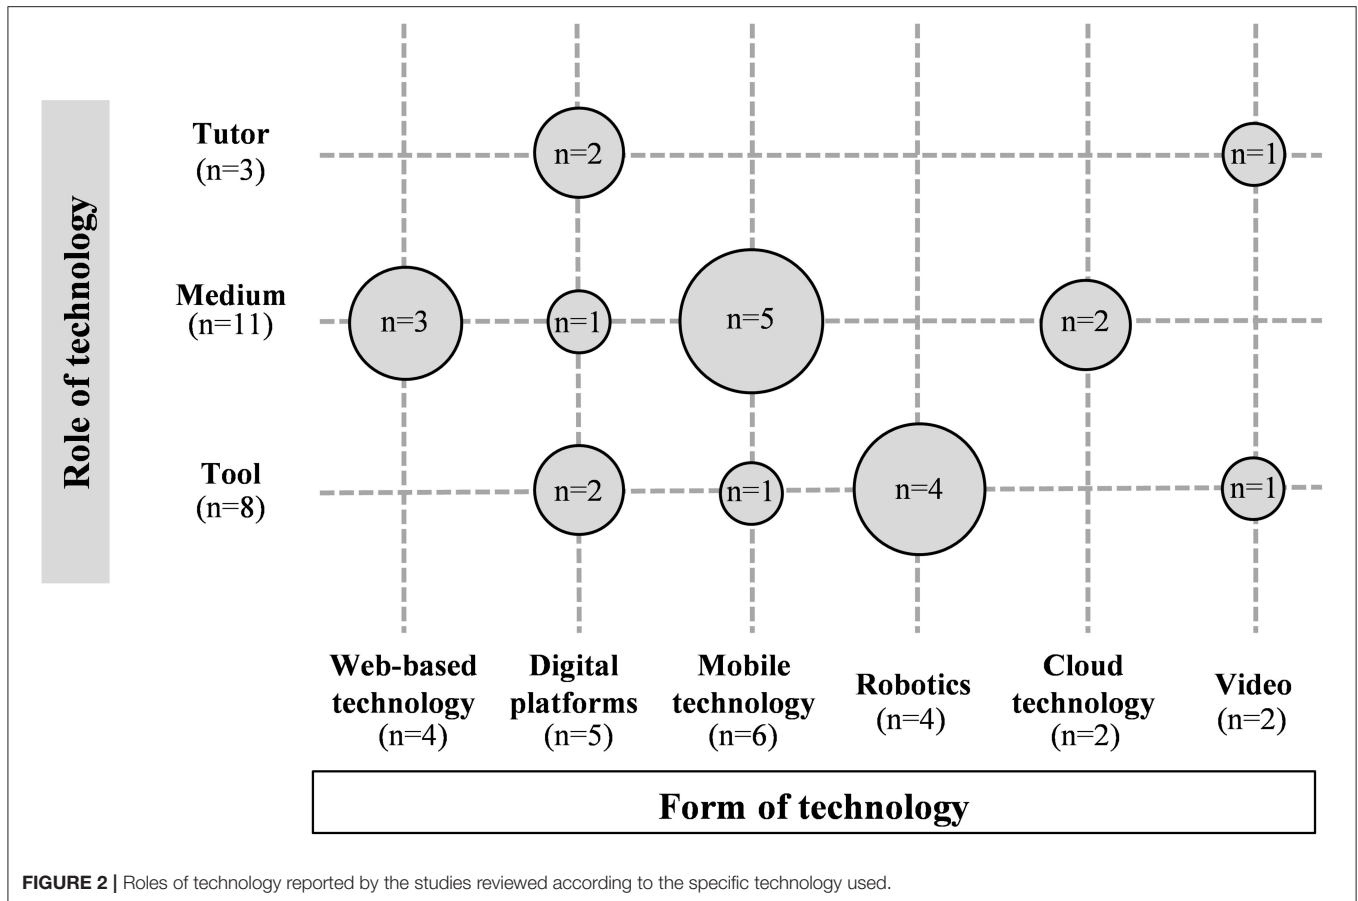 Role of technology
Tutor
(n=3)
n=2
n=1
Medium
(n=11)
n=3
n=1
n=5
n=2
Tool
(n=8)
n=2
n=1
n=4
n=1
Web-based
technology
(n=4)
Digital
platforms
(n=5)
Mobile
technology
(n=6)
Robotics
(n=4)
Cloud
technology
(n=2)
Video
(n=2)
Form of technology
FIGURE 2 | Roles of technology reported by the studies reviewed according to the specific technology used.